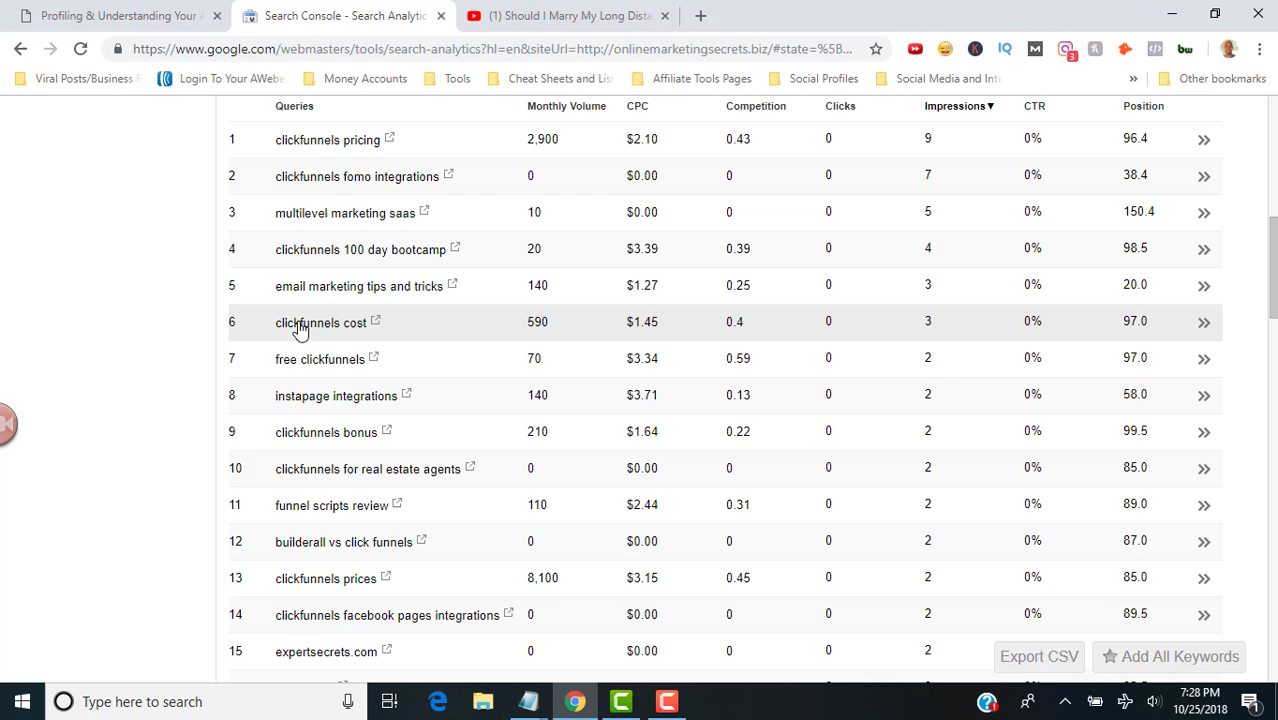 Profiling & Understanding Your A
Search Console - Search Analytic
(1) Should I Marry My Long Dista
https://www.google.com/webmasters/tools/search-analytics?hl=en&siteUrl=http://onlinemarketingsecrets.biz/#state=%5B...
Viral Posts/Business
Login To Your AWebe
Money Accounts
Tools
Cheat Sheets and List
Affiliate Tools Pages
Social Profiles
Social Media and Inte
Other bookmarks
Queries Monthly Volume CPC Competition Clicks Impressions▼ CTR Position
1 clickfunnels pricing 2,900 $2.10 0.43 0 9 0% 96.4
2 clickfunnels fomo integrations 0 $0.00 0 0 7 0% 38.4
3 multilevel marketing saas 10 $0.00 0 0 5 0% 150.4
4 clickfunnels 100 day bootcamp 20 $3.39 0.39 0 4 0% 98.5
5 email marketing tips and tricks 140 $1.27 0.25 0 3 0% 20.0
6 clickfunnels cost 590 $1.45 0.4 0 3 0% 97.0
7 free clickfunnels 70 $3.34 0.59 0 2 0% 97.0
8 instapage integrations 140 $3.71 0.13 0 2 0% 58.0
9 clickfunnels bonus 210 $1.64 0.22 0 2 0% 99.5
10 clickfunnels for real estate agents 0 $0.00 0 0 2 0% 85.0
11 funnel scripts review 110 $2.44 0.31 0 2 0% 89.0
12 builderall vs click funnels 0 $0.00 0 0 2 0% 87.0
13 clickfunnels prices 8,100 $3.15 0.45 0 2 0% 85.0
14 clickfunnels facebook pages integrations 0 $0.00 0 0 2 0% 89.5
15 expertsecrets.com 0 $0.00 0 0 2
Export CSV
Add All Keywords
Type here to search
7:28 PM
10/25/2018